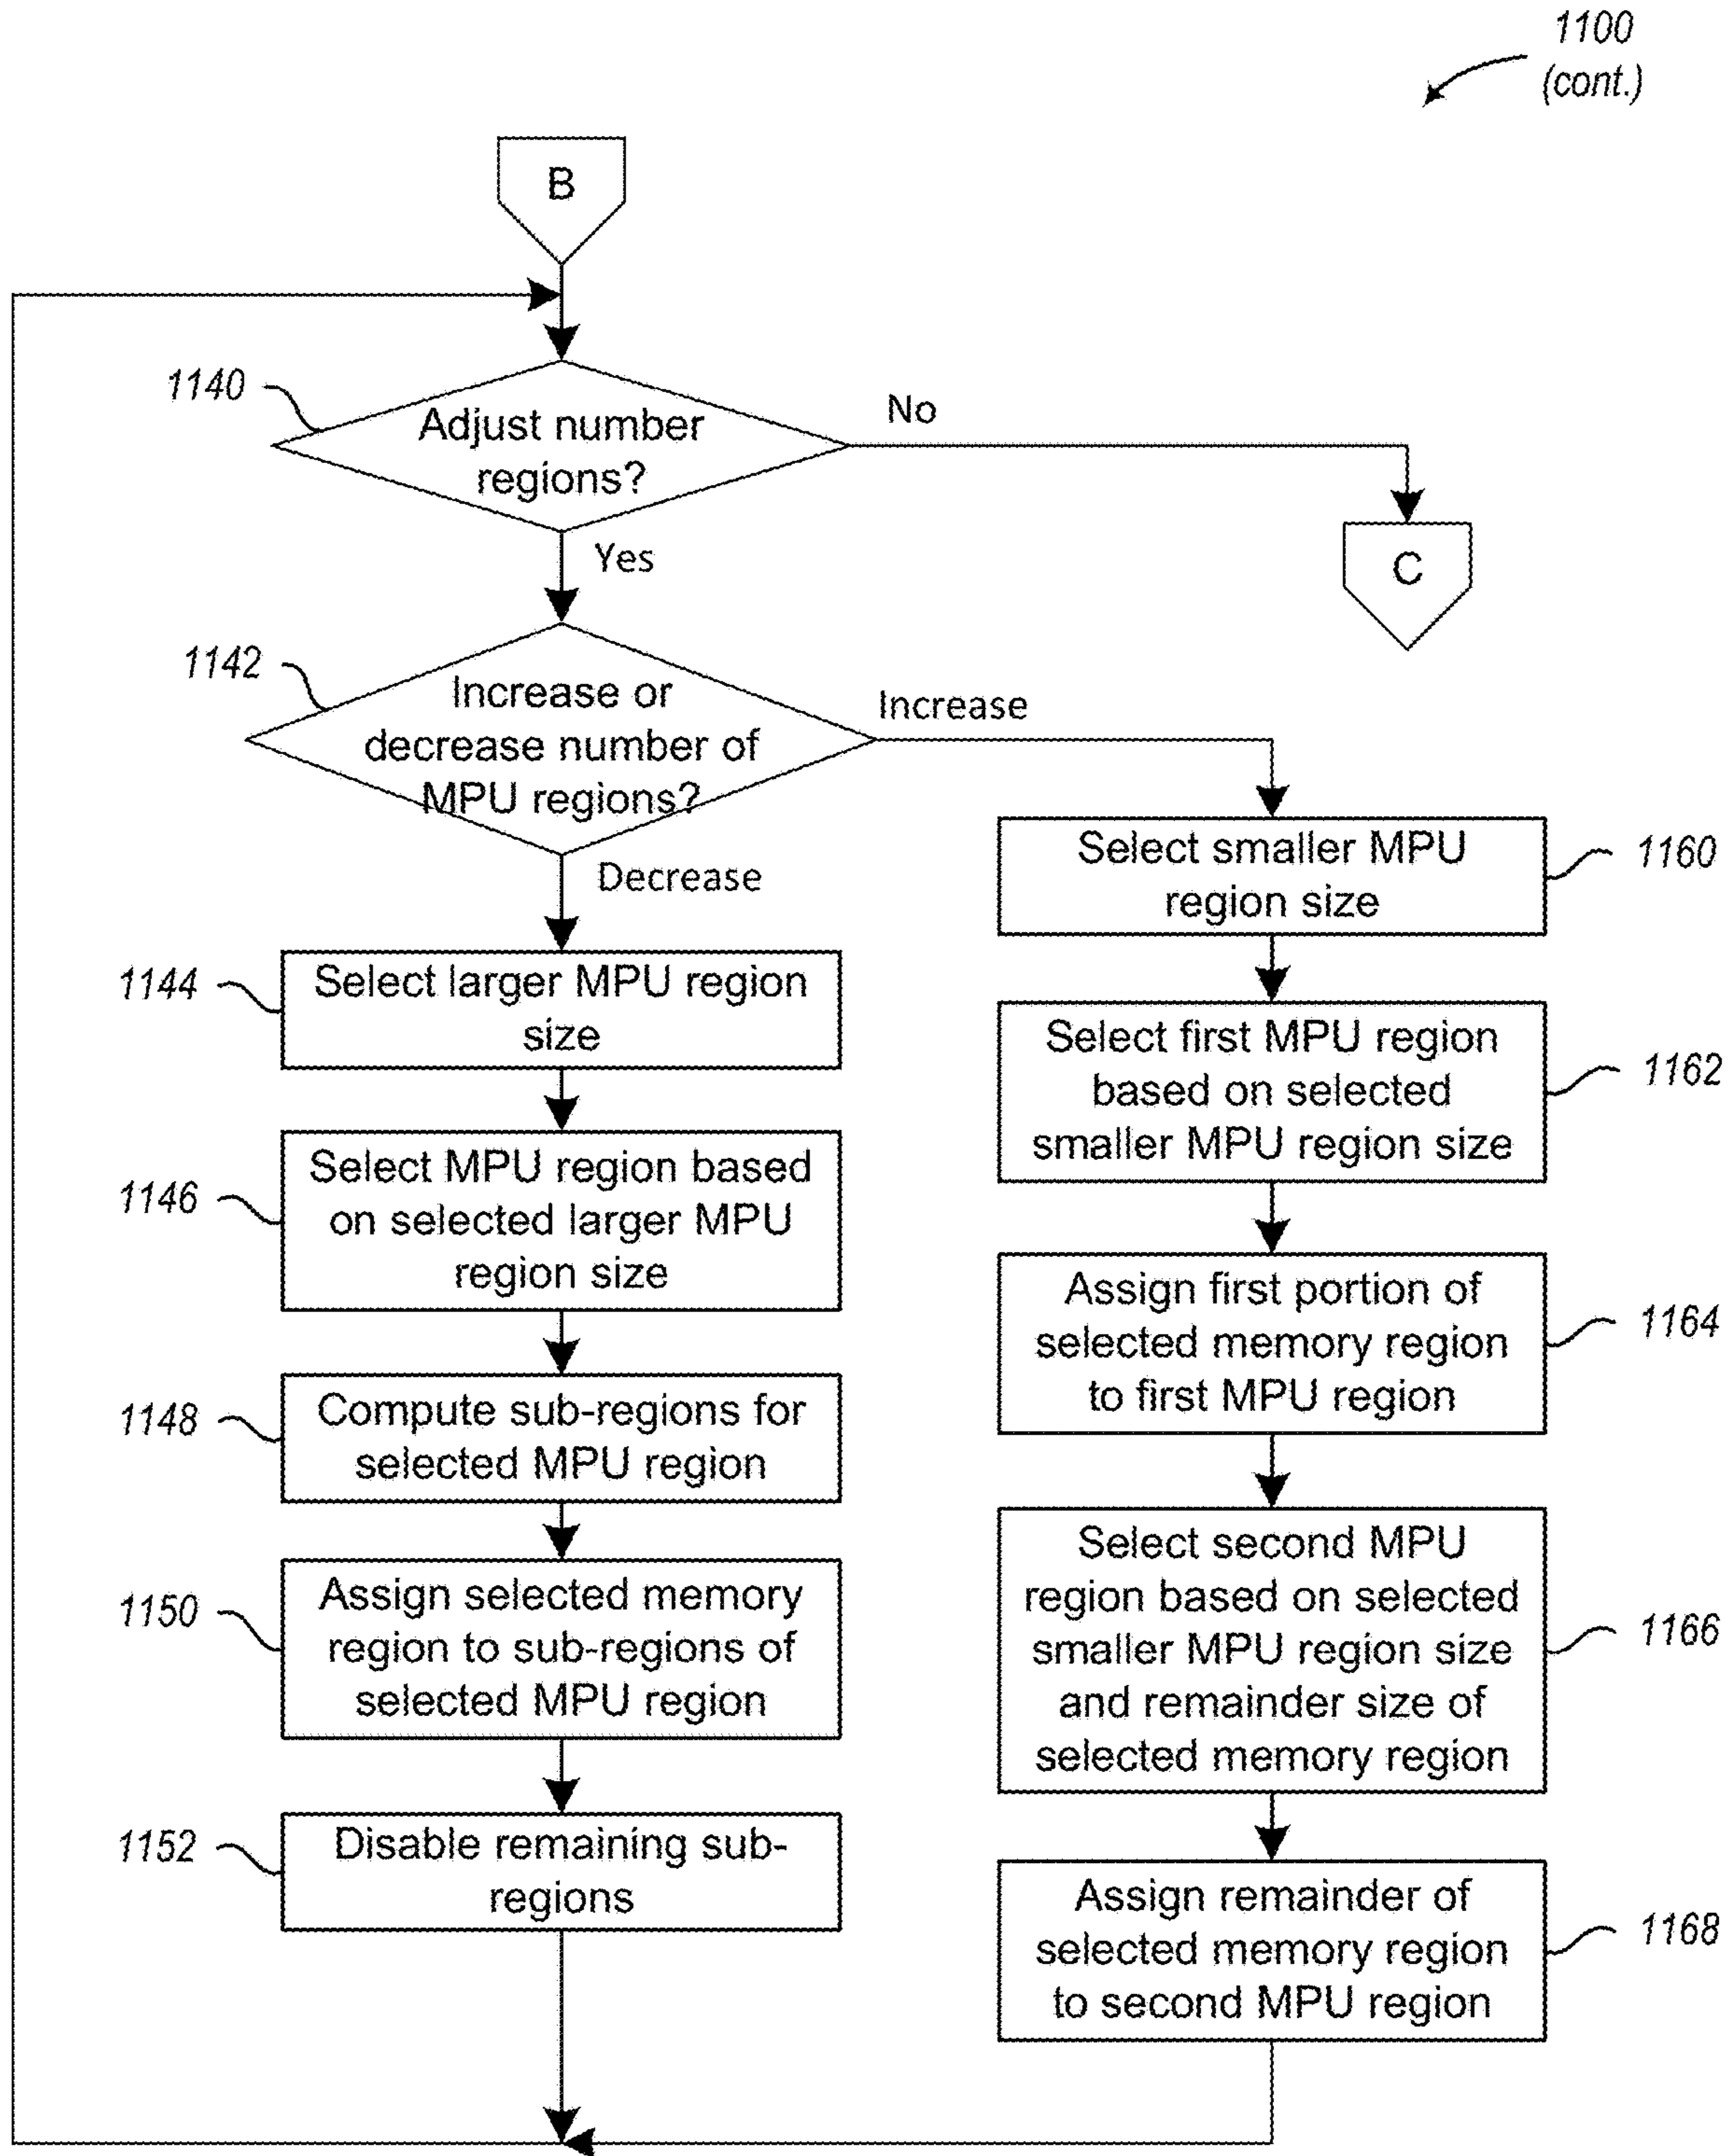 1100
(cont.)
B
1140
Adjust number
regions?
No
Yes
C
1142
Increase or
decrease number of
MPU regions?
Increase
Decrease
1144
Select larger MPU region
size
1146
Select MPU region based
on selected larger MPU
region size
1148
Compute sub-regions for
selected MPU region
1150
Assign selected memory
region to sub-regions of
selected MPU region
1152
Disable remaining sub-
regions
Select smaller MPU
region size
1160
Select first MPU region
based on selected
smaller MPU region size
1162
Assign first portion of
selected memory region
to first MPU region
1164
Select second MPU
region based on selected
smaller MPU region size
and remainder size of
selected memory region
1166
Assign remainder of
selected memory region
to second MPU region
1168